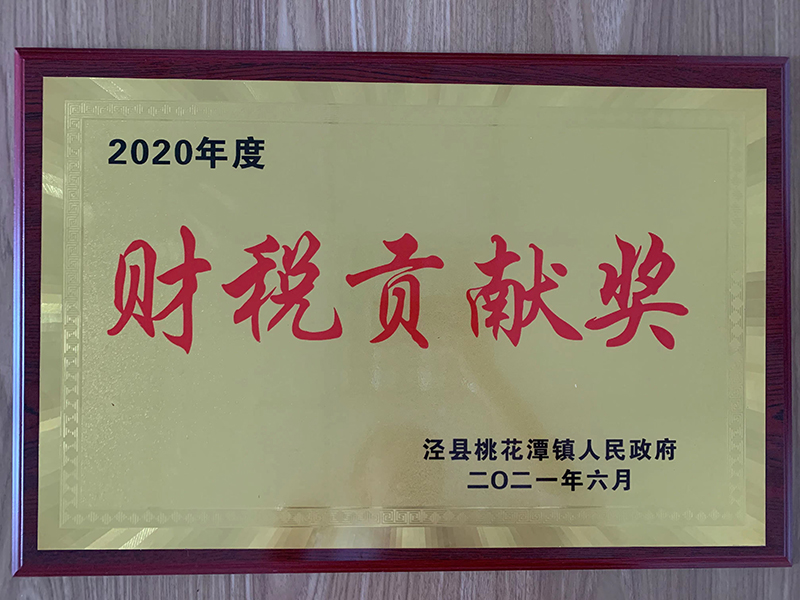 2020年度
财税贡献奖
泾县桃花潭镇人民政府
二〇二一年六月